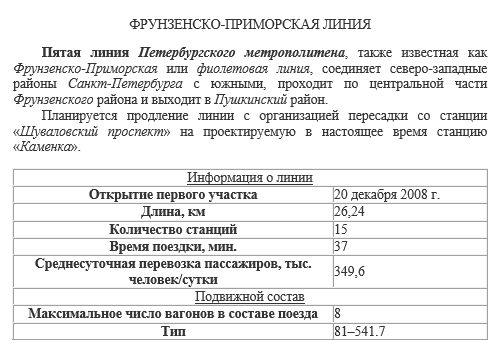 ФРУНЗЕНСКО-ПРИМОРСКАЯ ЛИНИЯ
Пятая линия Петербургского метрополитена, также известная как
Фрунзенско-Приморская или фиолетовая линия, соединяет северо-западные
районы Санкт-Петербурга с южными, проходит по центральной части
Фрунзенского района и выходит в Пушкинский район.
Планируется продление линии с организацией пересадки со станции
«Шуваловский проспект» на проектируемую в настоящее время станцию
«Каменка».
Информация о линии
Открытие первого участка 20 декабря 2008 г.
Длина, км 26,24
Количество станций 15
Время поездки, мин. 37
Среднесуточная перевозка пассажиров, тыс.
человек/сутки 349,6
Подвижной состав
Максимальное число вагонов в составе поезда 8
Тип 81–541.7